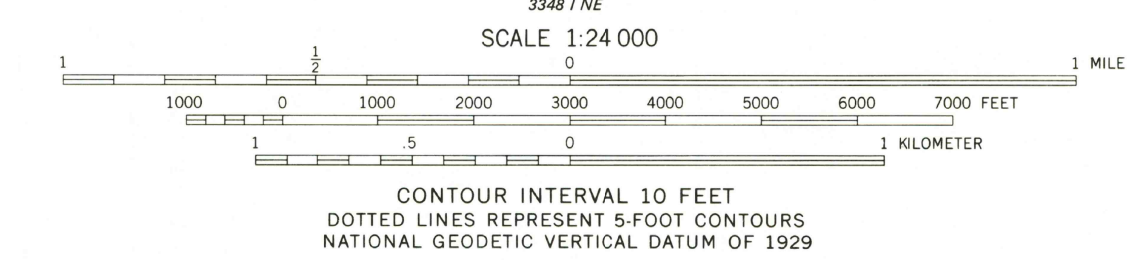 3348 I NE
SCALE 1:24 000
1 1/2 0 1 MILE
1000 0 1000 2000 3000 4000 5000 6000 7000 FEET
1 .5 0 1 KILOMETER
CONTOUR INTERVAL 10 FEET
DOTTED LINES REPRESENT 5-FOOT CONTOURS
NATIONAL GEODETIC VERTICAL DATUM OF 1929